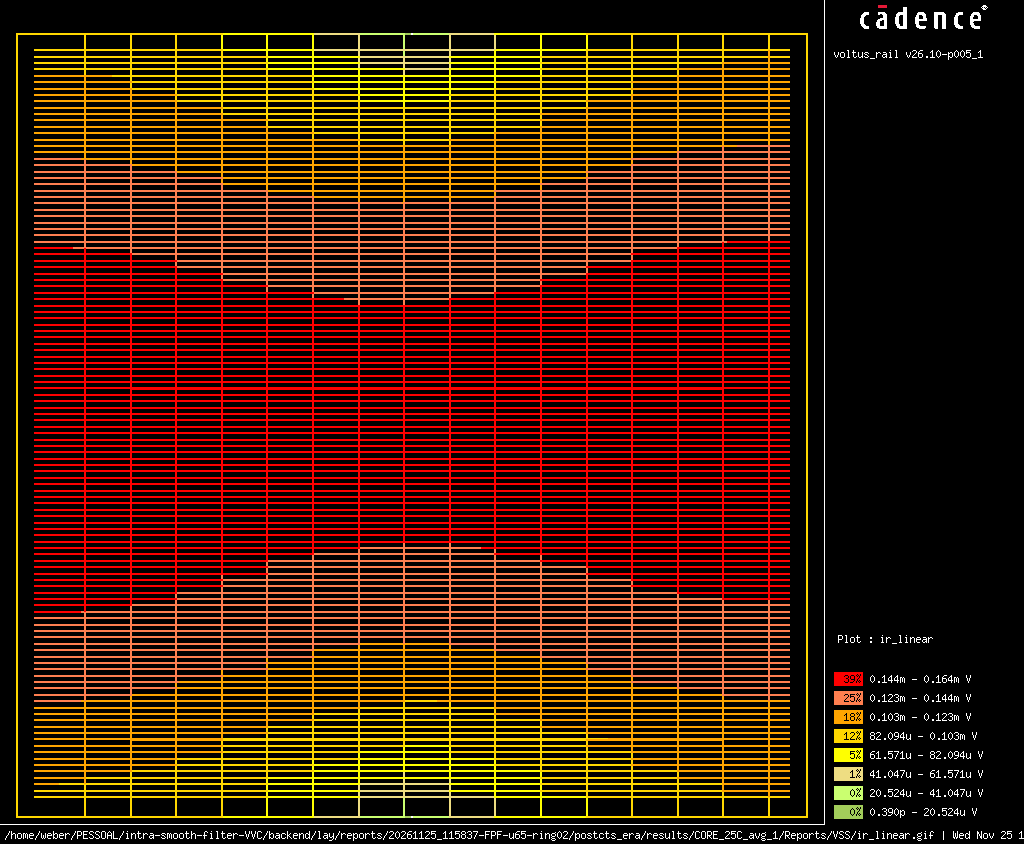 cādence®
voltus_rail v26.10-p005_1
Plot : ir_linear
39% 0.144m - 0.164m V
25% 0.123m - 0.144m V
18% 0.103m - 0.123m V
12% 82.094u - 0.103m V
5% 61.571u - 82.094u V
1% 41.047u - 61.571u V
0% 20.524u - 41.047u V
0% 0.390p - 20.524u V
/home/weber/PESSOAL/intra-smooth-filter-VVC/backend/lay/reports/20261125_115837-FPF-u65-ring02/postcts_era/results/CORE_25C_avg_1/Reports/VSS/ir_linear.gif | Wed Nov 25 1